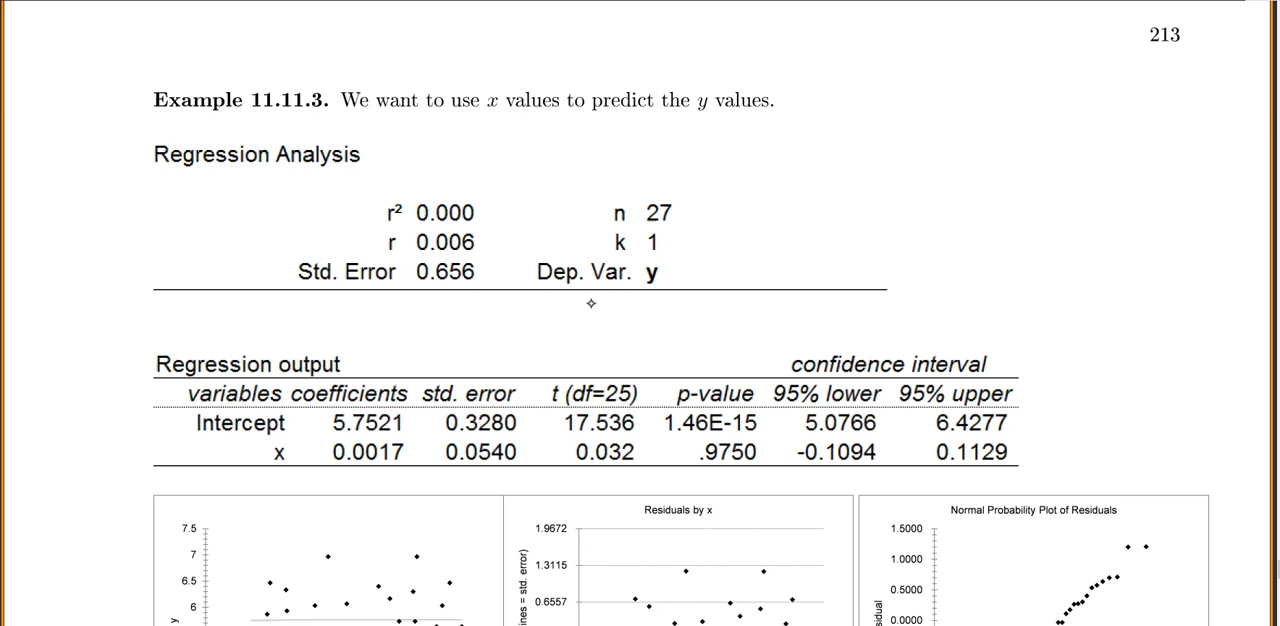 213
Example 11.11.3. We want to use x values to predict the y values.
Regression Analysis
r² 0.000 n 27
r 0.006 k 1
Std. Error 0.656 Dep. Var. y
Regression output confidence interval
variables coefficients std. error t (df=25) p-value 95% lower 95% upper
Intercept 5.7521 0.3280 17.536 1.46E-15 5.0766 6.4277
x 0.0017 0.0540 0.032 .9750 -0.1094 0.1129
7.5
7
6.5
6
y
Residuals by x
1.9672
1.3115
0.6557
ines = std. error)
Normal Probability Plot of Residuals
1.5000
1.0000
0.5000
0.0000
sidual